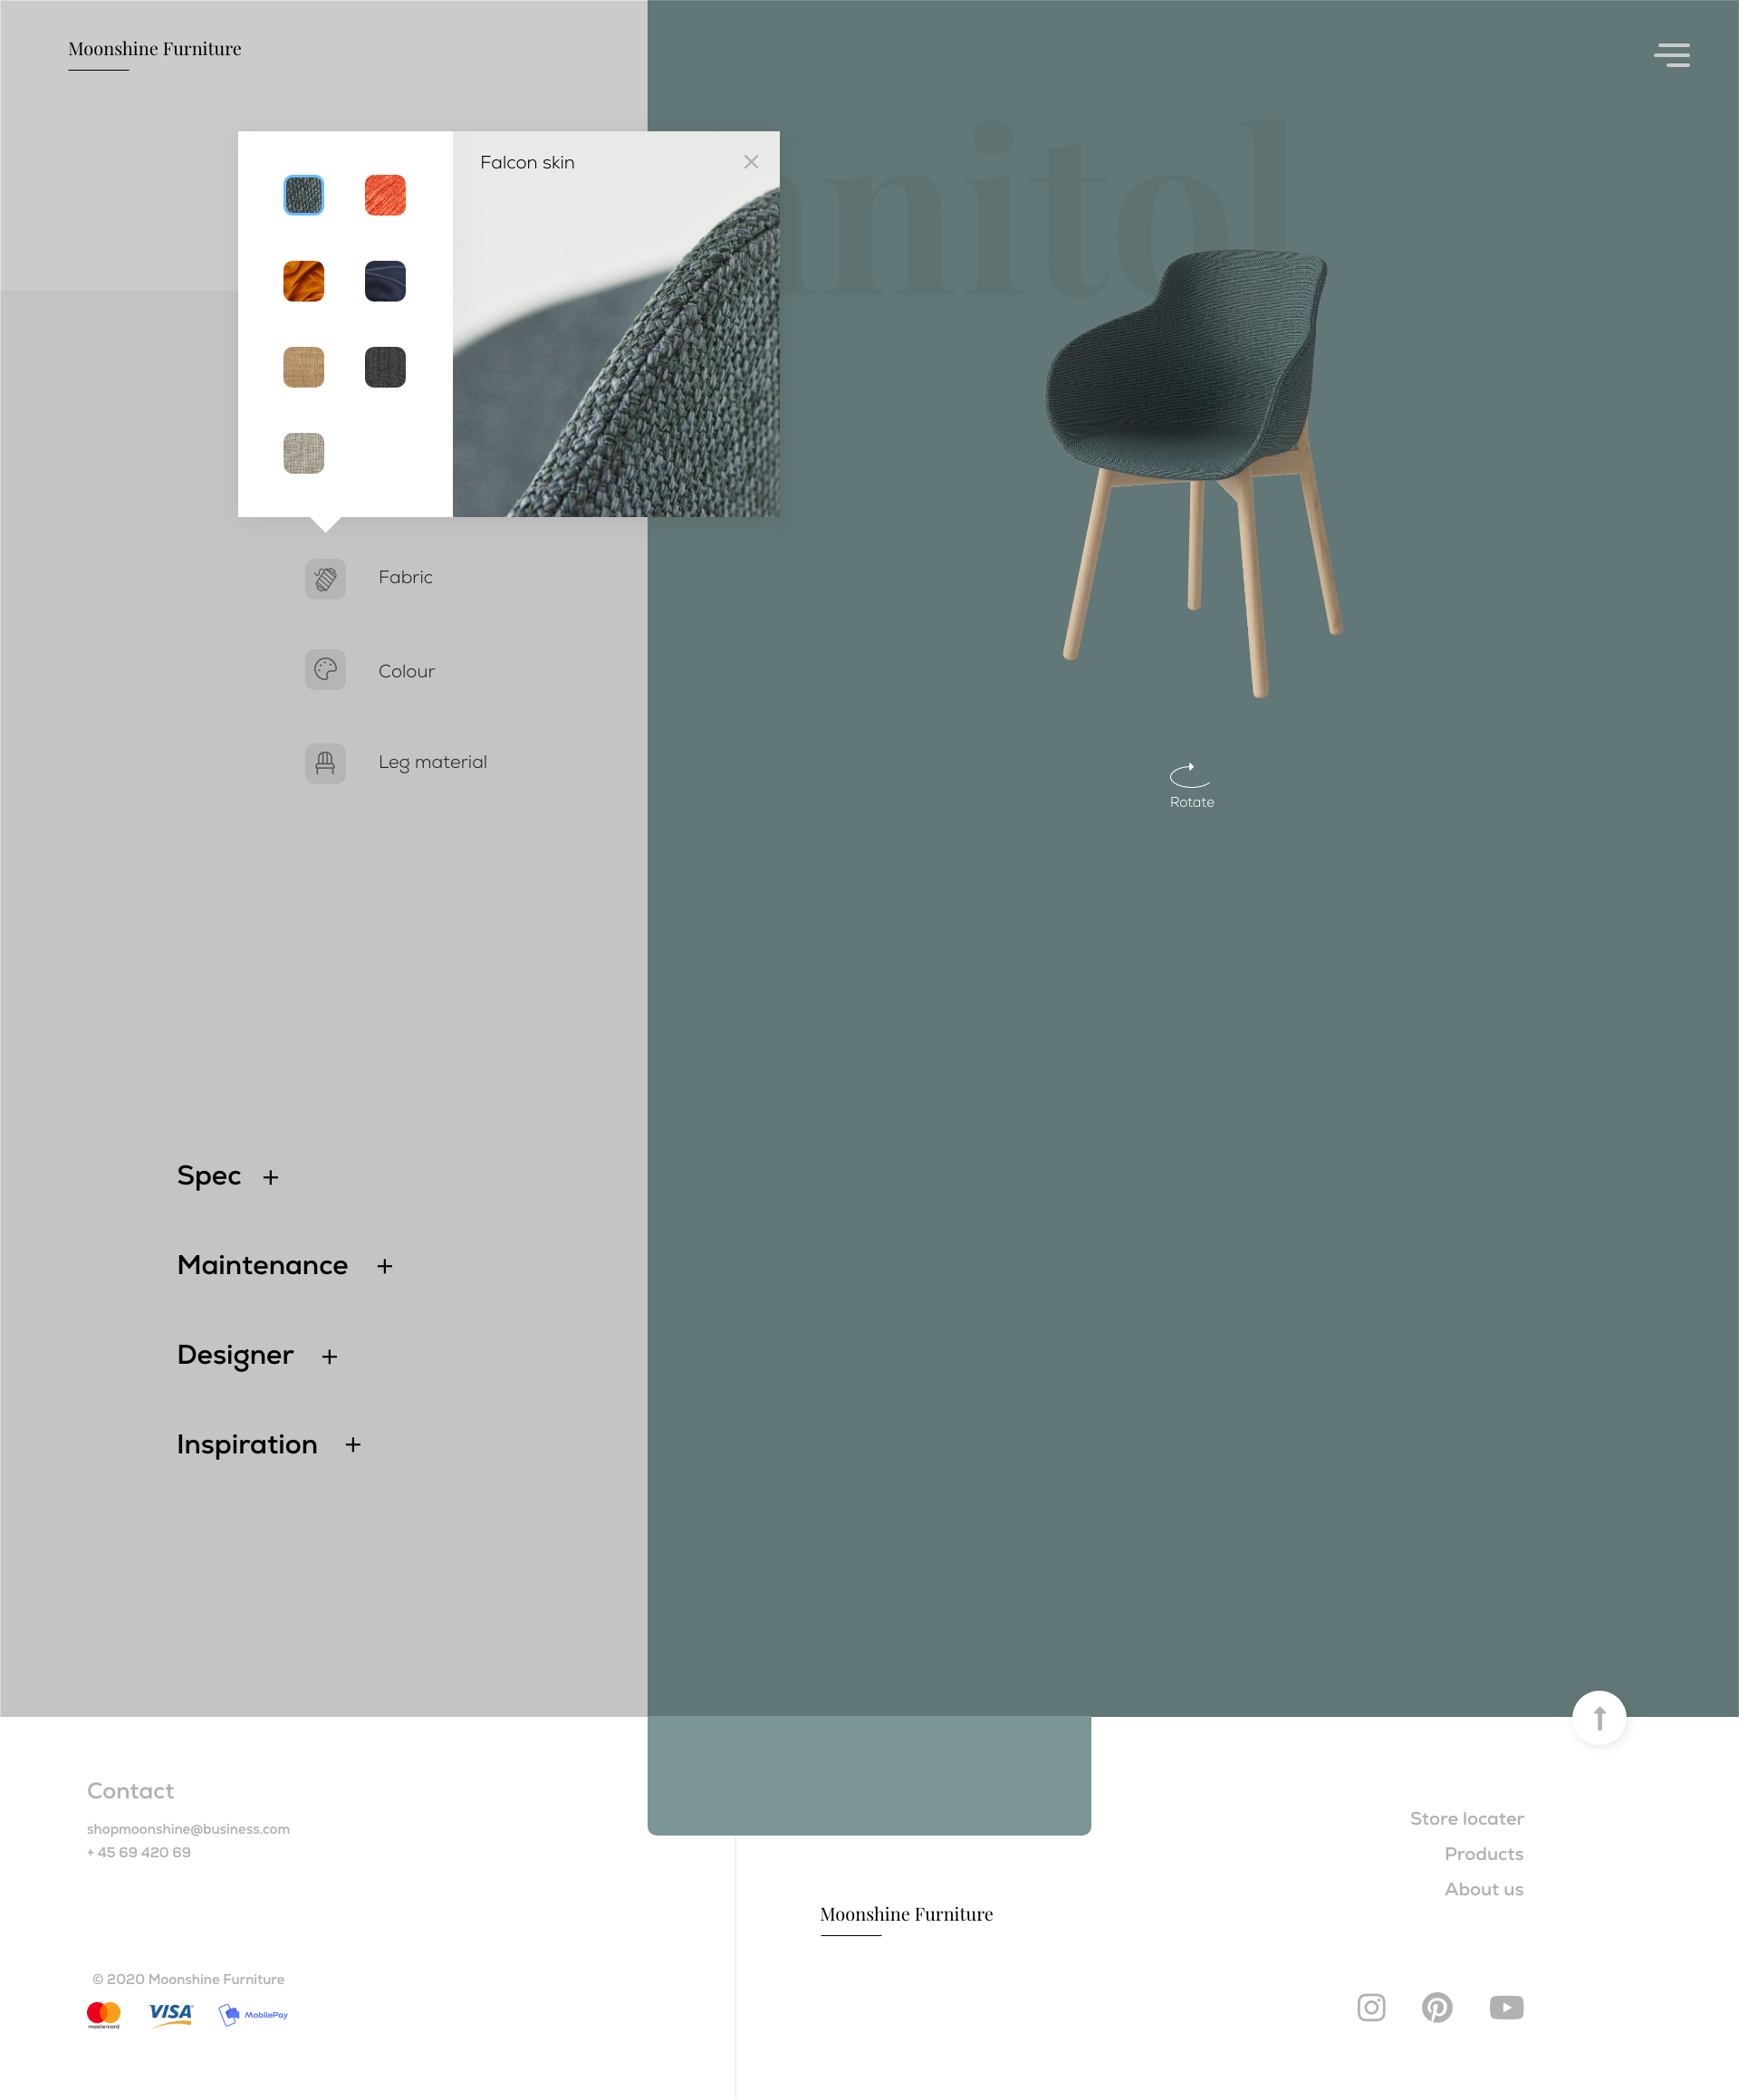 Moonshine Furniture
Falcon skin
Fabric
Colour
Leg material
Rotate
Spec +
Maintenance +
Designer +
Inspiration +
Contact
shopmoonshine@business.com
+ 45 69 420 69
Store locater
Products
About us
Moonshine Furniture
© 2020 Moonshine Furniture
mastercard
VISA
MobilePay